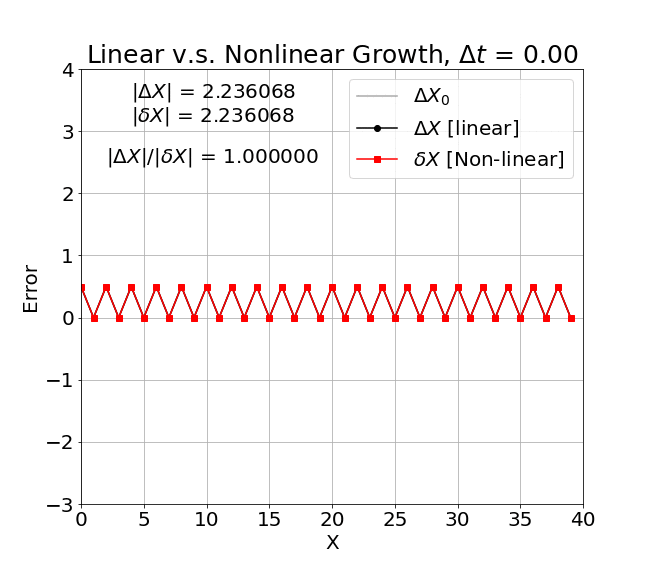 Linear v.s. Nonlinear Growth, Δt = 0.00
|ΔX| = 2.236068
|δX| = 2.236068
|ΔX|/|δX| = 1.000000
ΔX₀
ΔX [linear]
δX [Non-linear]
Error
4
3
2
1
0
−1
−2
−3
0 5 10 15 20 25 30 35 40
X